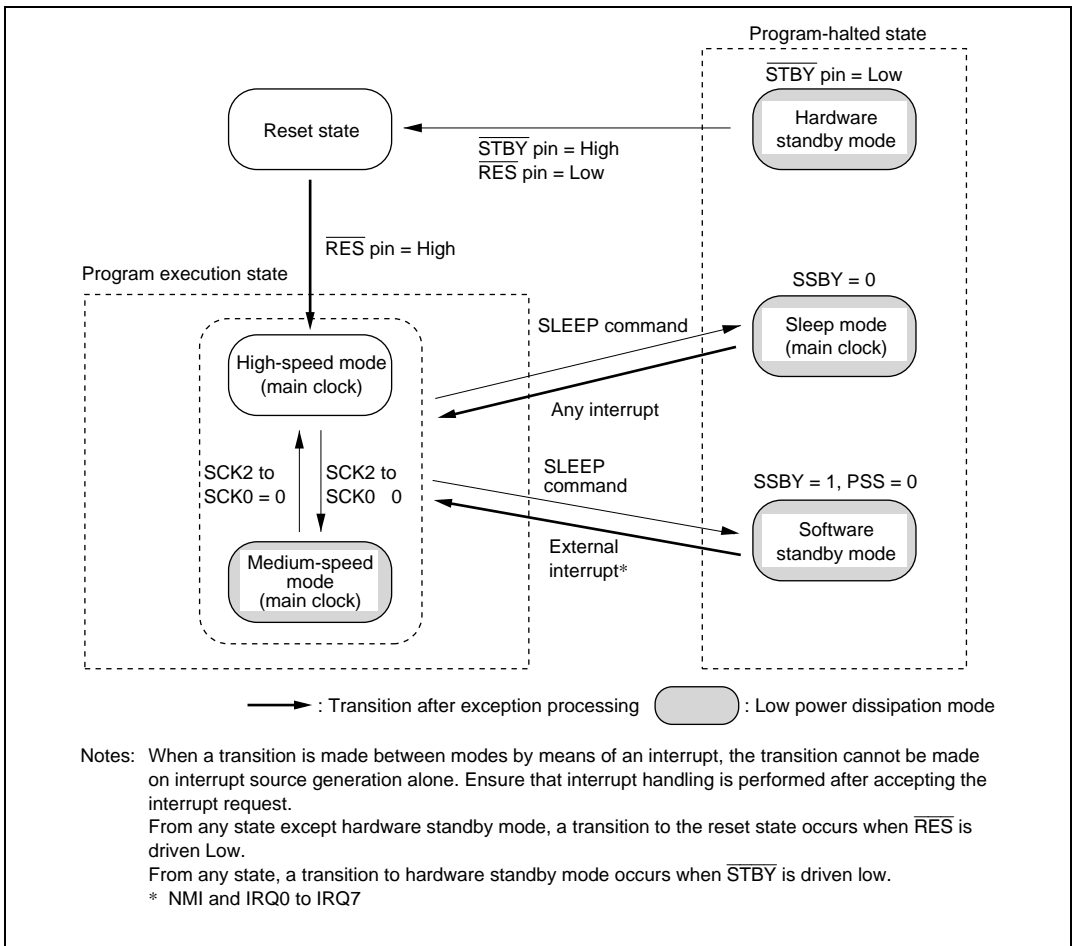 Program-halted state
STBY pin = Low
Hardware
standby mode
Reset state
STBY pin = High
RES pin = Low
RES pin = High
Program execution state
SSBY = 0
Sleep mode
(main clock)
SLEEP command
Any interrupt
High-speed mode
(main clock)
SCK2 to
SCK0 = 0
SCK2 to
SCK0 0
Medium-speed
mode
(main clock)
SLEEP
command
External
interrupt*
SSBY = 1, PSS = 0
Software
standby mode
: Transition after exception processing
: Low power dissipation mode
Notes: When a transition is made between modes by means of an interrupt, the transition cannot be made
on interrupt source generation alone. Ensure that interrupt handling is performed after accepting the
interrupt request.
From any state except hardware standby mode, a transition to the reset state occurs when RES is
driven Low.
From any state, a transition to hardware standby mode occurs when STBY is driven low.
* NMI and IRQ0 to IRQ7